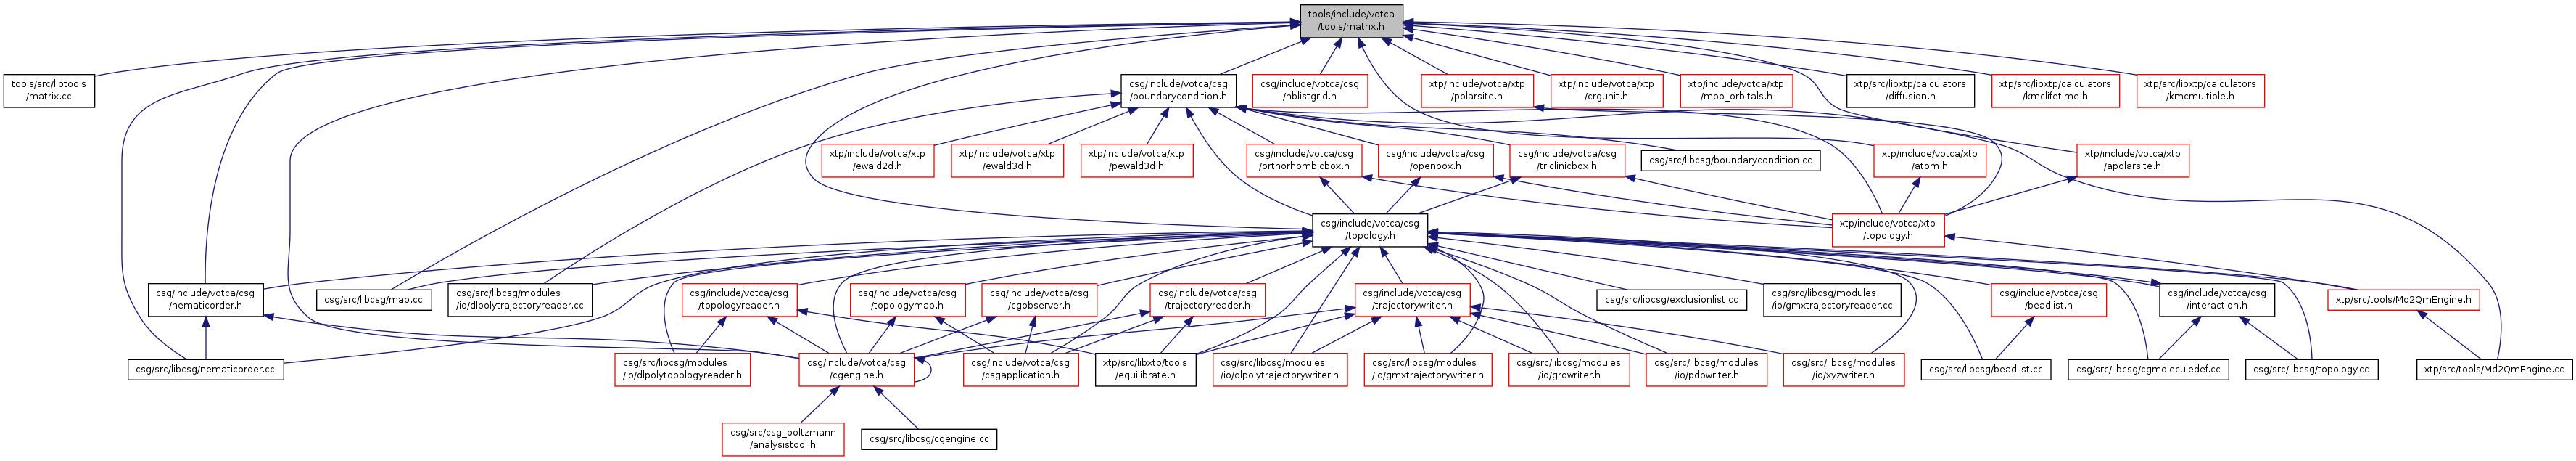 tools/include/votca
/tools/matrix.h
tools/src/libtools
/matrix.cc
csg/include/votca/csg
/boundarycondition.h
csg/include/votca/csg
/nblistgrid.h
xtp/include/votca/xtp
/polarsite.h
xtp/include/votca/xtp
/crgunit.h
xtp/include/votca/xtp
/moo_orbitals.h
xtp/src/libxtp/calculators
/diffusion.h
xtp/src/libxtp/calculators
/kmclifetime.h
xtp/src/libxtp/calculators
/kmcmultiple.h
xtp/include/votca/xtp
/ewald2d.h
xtp/include/votca/xtp
/ewald3d.h
xtp/include/votca/xtp
/pewald3d.h
csg/include/votca/csg
/orthorhombicbox.h
csg/include/votca/csg
/openbox.h
csg/include/votca/csg
/triclinicbox.h
csg/src/libcsg/boundarycondition.cc
xtp/include/votca/xtp
/atom.h
xtp/include/votca/xtp
/apolarsite.h
csg/include/votca/csg
/topology.h
xtp/include/votca/xtp
/topology.h
csg/include/votca/csg
/nematicorder.h
csg/src/libcsg/map.cc
csg/src/libcsg/modules
/io/dlpolytrajectoryreader.cc
csg/include/votca/csg
/topologyreader.h
csg/include/votca/csg
/topologymap.h
csg/include/votca/csg
/cgobserver.h
csg/include/votca/csg
/trajectoryreader.h
csg/include/votca/csg
/trajectorywriter.h
csg/src/libcsg/exclusionlist.cc
csg/src/libcsg/modules
/io/gmxtrajectoryreader.cc
csg/include/votca/csg
/beadlist.h
csg/include/votca/csg
/interaction.h
xtp/src/tools/Md2QmEngine.h
csg/src/libcsg/nematicorder.cc
csg/src/libcsg/modules
/io/dlpolytopologyreader.h
csg/include/votca/csg
/cgengine.h
csg/include/votca/csg
/csgapplication.h
xtp/src/libxtp/tools
/equilibrate.h
csg/src/libcsg/modules
/io/dlpolytrajectorywriter.h
csg/src/libcsg/modules
/io/gmxtrajectorywriter.h
csg/src/libcsg/modules
/io/growriter.h
csg/src/libcsg/modules
/io/pdbwriter.h
csg/src/libcsg/modules
/io/xyzwriter.h
csg/src/libcsg/beadlist.cc
csg/src/libcsg/cgmoleculedef.cc
csg/src/libcsg/topology.cc
xtp/src/tools/Md2QmEngine.cc
csg/src/csg_boltzmann
/analysistool.h
csg/src/libcsg/cgengine.cc